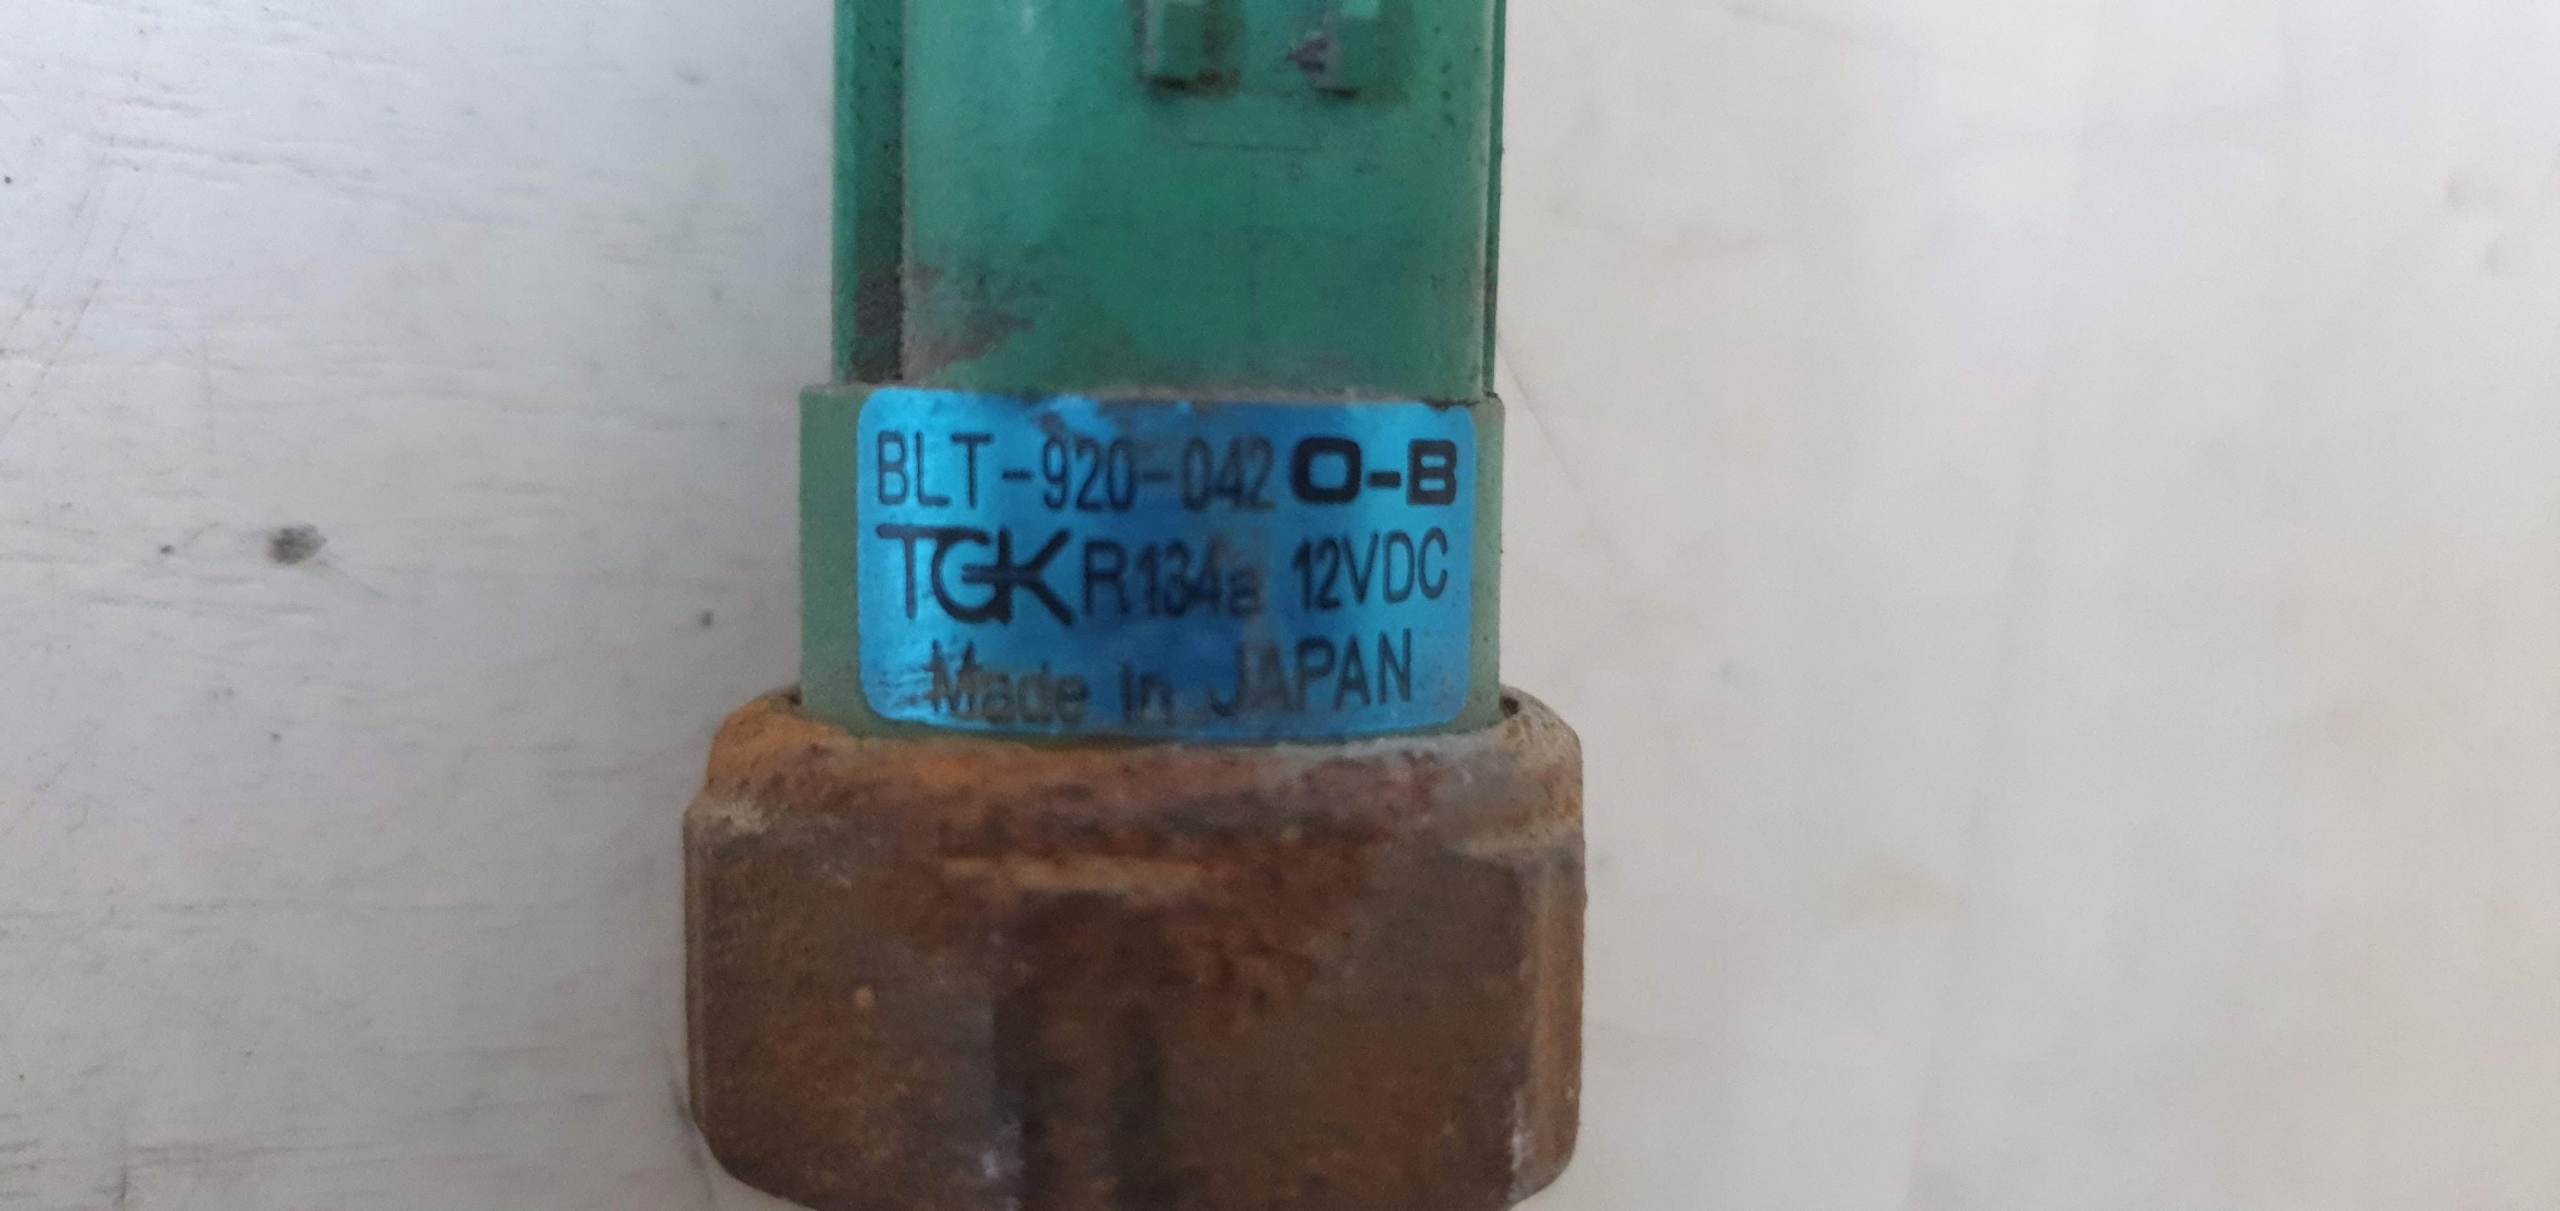 BLT-920-042 O-B
TGK R134a 12VDC
Made in JAPAN